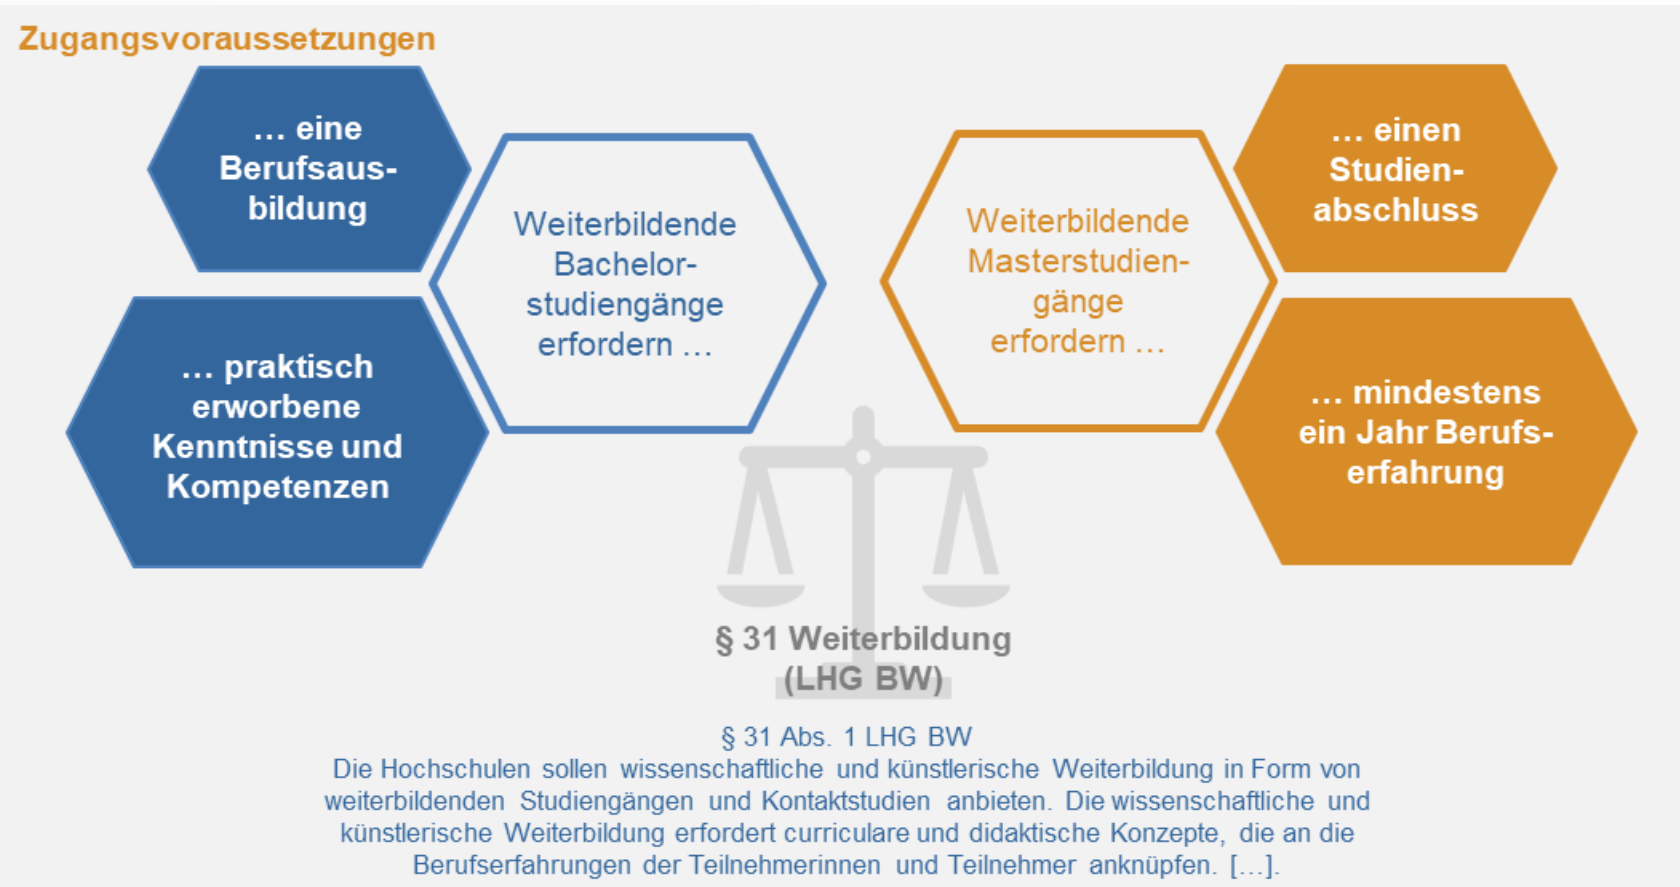 Zugangsvoraussetzungen
… eine
Berufsaus-
bildung
… praktisch
erworbene
Kenntnisse und
Kompetenzen
Weiterbildende
Bachelor-
studiengänge
erfordern …
Weiterbildende
Masterstudien-
gänge
erfordern …
… einen
Studien-
abschluss
… mindestens
ein Jahr Berufs-
erfahrung
§ 31 Weiterbildung
(LHG BW)
§ 31 Abs. 1 LHG BW
Die Hochschulen sollen wissenschaftliche und künstlerische Weiterbildung in Form von
weiterbildenden Studiengängen und Kontaktstudien anbieten. Die wissenschaftliche und
künstlerische Weiterbildung erfordert curriculare und didaktische Konzepte, die an die
Berufserfahrungen der Teilnehmerinnen und Teilnehmer anknüpfen. […].